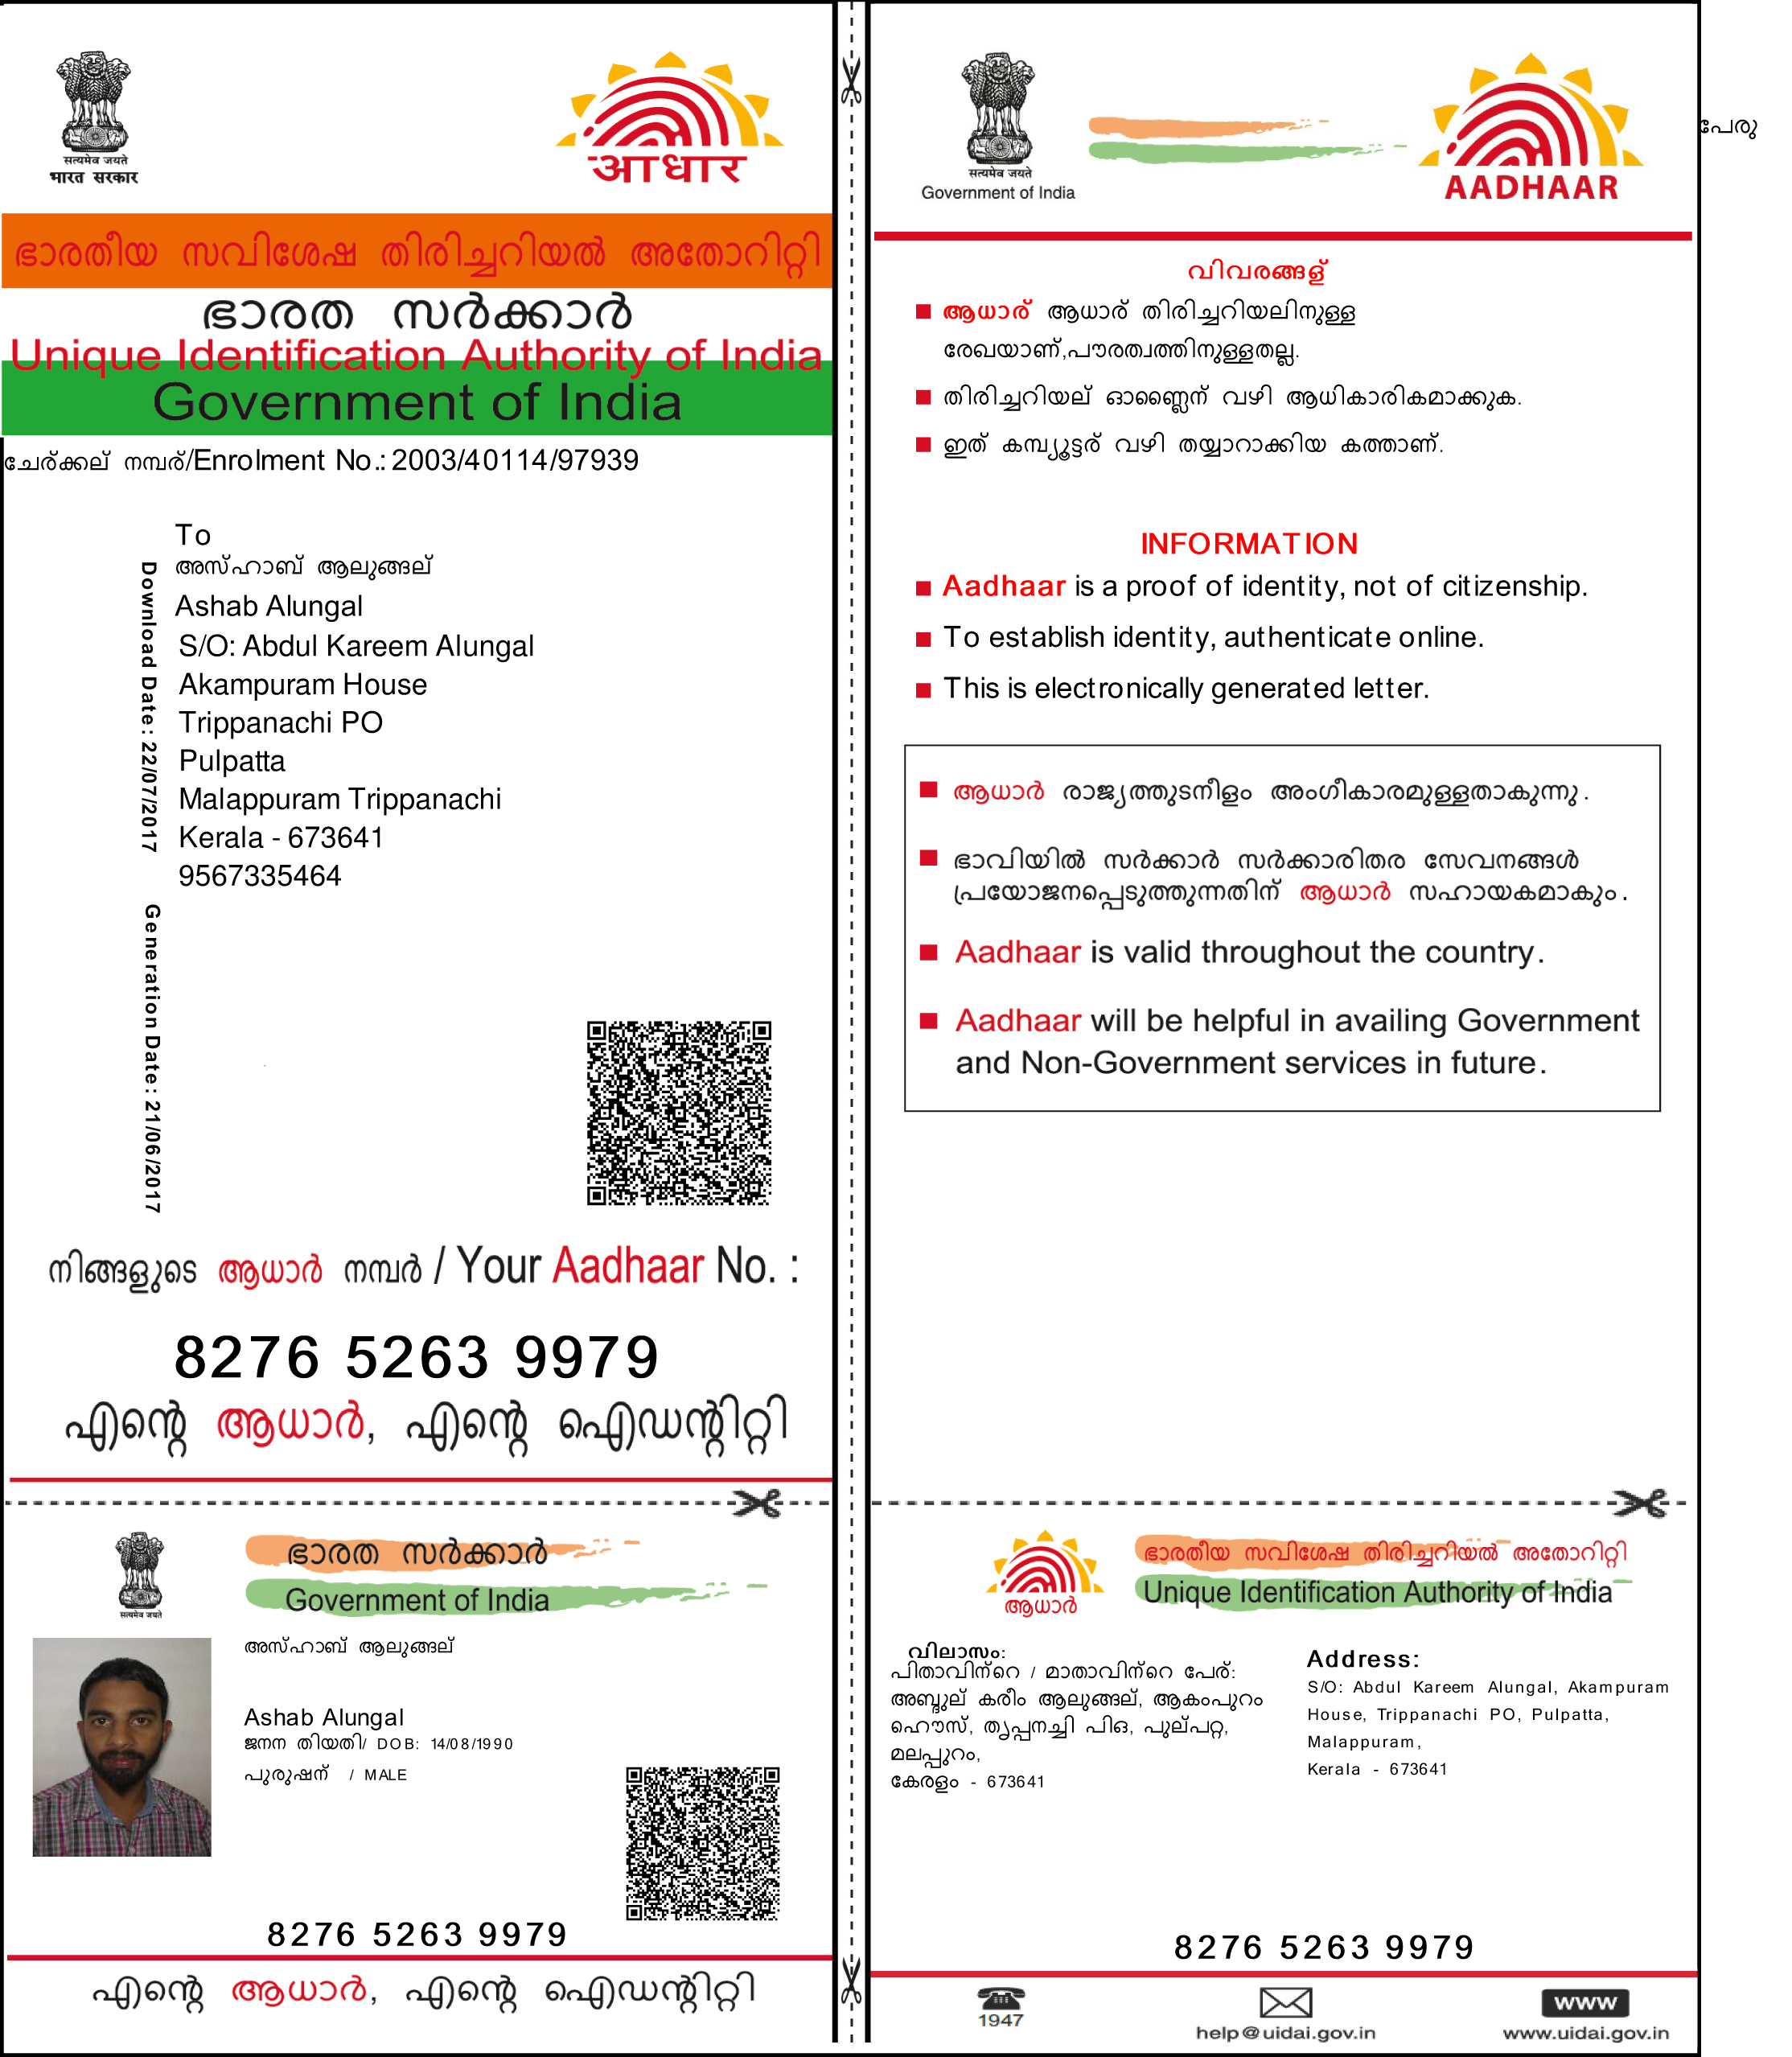 सत्यमेव जयते
भारत सरकार
आधार
ഭാരതീയ സവിശേഷ തിരിച്ചറിയൽ അതോറിറ്റി
ഭാരത സർക്കാർ
Unique Identification Authority of India
Government of India
ചേര്ക്കല് നമ്പര്/Enrolment No.: 2003/40114/97939
To
അസ്ഹാബ് ആലുങ്ങല്
Ashab Alungal
S/O: Abdul Kareem Alungal
Akampuram House
Trippanachi PO
Pulpatta
Malappuram Trippanachi
Kerala - 673641
9567335464
Download Date: 22/07/2017
Generation Date: 21/06/2017
നിങ്ങളുടെ ആധാർ നമ്പർ / Your Aadhaar No. :
8276 5263 9979
എന്റെ ആധാർ, എന്റെ ഐഡന്റിറ്റി
सत्यमेव जयते
ഭാരത സർക്കാർ
Government of India
അസ്ഹാബ് ആലുങ്ങല്
Ashab Alungal
ജനന തിയതി/ DOB: 14/08/1990
പുരുഷന് / MALE
8276 5263 9979
എന്റെ ആധാർ, എന്റെ ഐഡന്റിറ്റി
सत्यमेव जयते
Government of India
AADHAAR
പേരു
വിവരങ്ങള്
ആധാര് ആധാര് തിരിച്ചറിയലിനുള്ള
രേഖയാണ്,പൗരത്വത്തിനുള്ളതല്ല.
തിരിച്ചറിയല് ഓണ്ലൈന് വഴി ആധികാരികമാക്കുക.
ഇത് കമ്പ്യൂട്ടര് വഴി തയ്യാറാക്കിയ കത്താണ്.
INFORMATION
Aadhaar is a proof of identity, not of citizenship.
To establish identity, authenticate online.
This is electronically generated letter.
ആധാർ രാജ്യത്തുടനീളം അംഗീകാരമുള്ളതാകുന്നു.
ഭാവിയിൽ സർക്കാർ സർക്കാരിതര സേവനങ്ങൾ
പ്രയോജനപ്പെടുത്തുന്നതിന് ആധാർ സഹായകമാകും.
Aadhaar is valid throughout the country.
Aadhaar will be helpful in availing Government
and Non-Government services in future.
ആധാർ
ഭാരതീയ സവിശേഷ തിരിച്ചറിയൽ അതോറിറ്റി
Unique Identification Authority of India
വിലാസം:
പിതാവിന്റെ / മാതാവിന്റെ പേര്:
അബ്ദുല് കരീം ആലുങ്ങല്, ആകംപുറം
ഹൌസ്, തൃപ്പനച്ചി പിഒ, പുല്പറ്റ,
മലപ്പുറം,
കേരളം - 673641
Address:
S/O: Abdul Kareem Alungal, Akampuram
House, Trippanachi PO, Pulpatta,
Malappuram,
Kerala - 673641
8276 5263 9979
1947
help@uidai.gov.in
www
www.uidai.gov.in